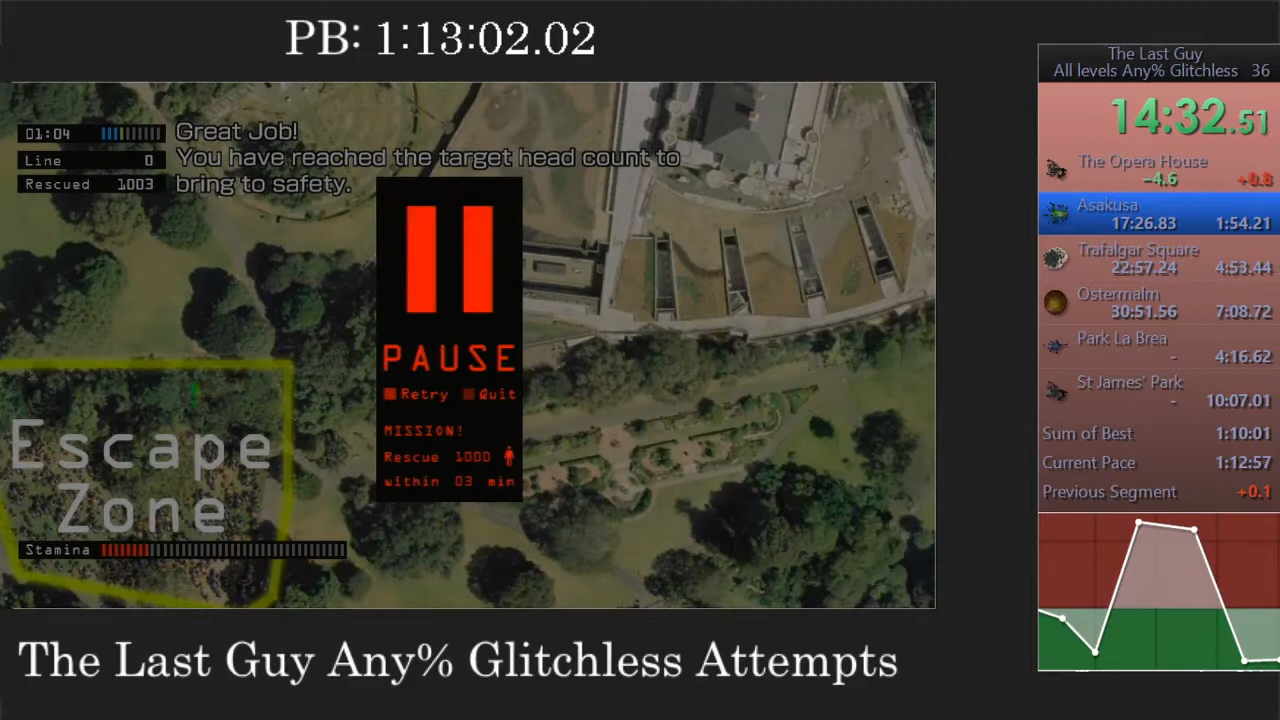 PB: 1:13:02.02
01:04
Line 0
Rescued 1003
Great Job!
You have reached the target head count to
bring to safety.
PAUSE
Retry Quit
MISSION!
Rescue 1000
within 03 min
Escape
Zone
Stamina
The Last Guy Any% Glitchless Attempts
The Last Guy
All levels Any% Glitchless 36
14:32.51
The Opera House
-4.6 +0.8
Asakusa
17:26.83 1:54.21
Trafalgar Square
22:57.24 4:53.44
Ostermalm
30:51.56 7:08.72
Park La Brea
- 4:16.62
St James' Park
- 10:07.01
Sum of Best 1:10:01
Current Pace 1:12:57
Previous Segment +0.1